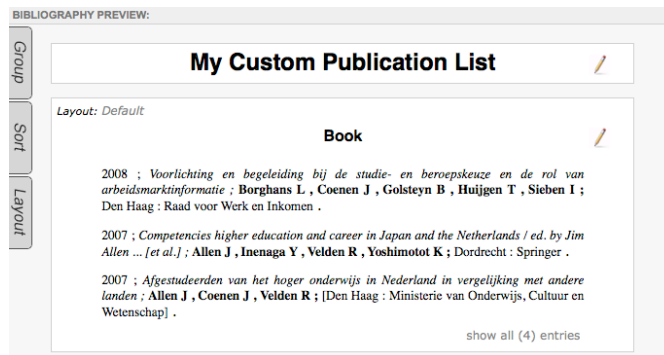 BIBLIOGRAPHY PREVIEW:
Group
Sort
Layout
My Custom Publication List
Layout: Default
Book
2008 ; Voorlichting en begeleiding bij de studie- en beroepskeuze en de rol van
arbeidsmarktinformatie ; Borghans L , Coenen J , Golsteyn B , Huijgen T , Sieben I ;
Den Haag : Raad voor Werk en Inkomen .
2007 ; Competencies higher education and career in Japan and the Netherlands / ed. by Jim
Allen ... [et al.] ; Allen J , Inenaga Y , Velden R , Yoshimotot K ; Dordrecht : Springer .
2007 ; Afgestudeerden van het hoger onderwijs in Nederland in vergelijking met andere
landen ; Allen J , Coenen J , Velden R ; [Den Haag : Ministerie van Onderwijs, Cultuur en
Wetenschap] .
show all (4) entries